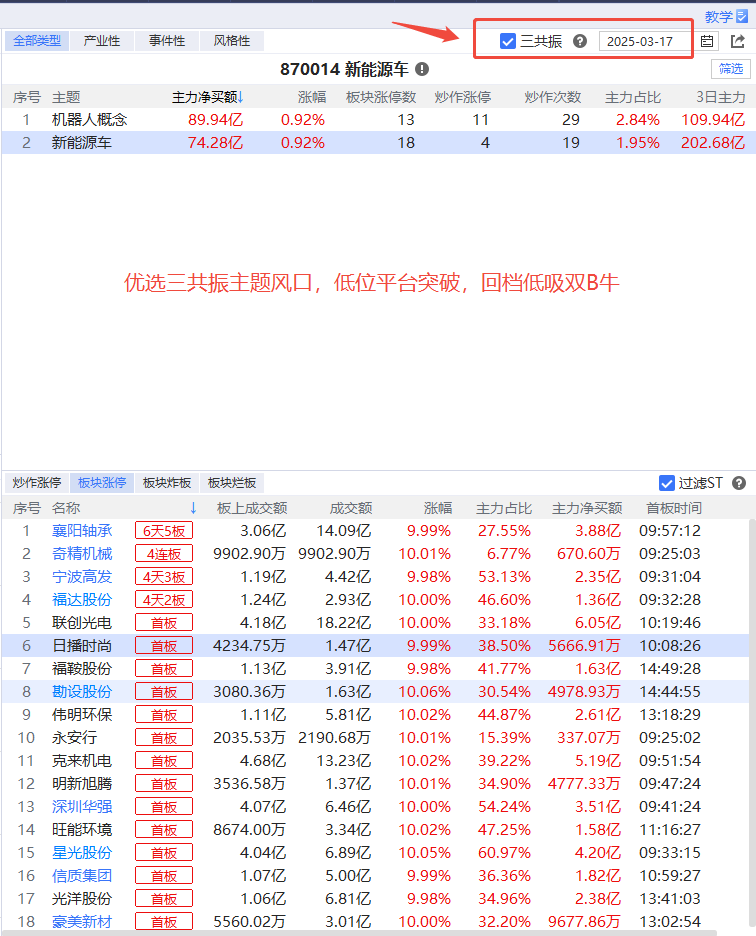 教学
全部类型 产业性 事件性 风格性 三共振 ? 2025-03-17
870014 新能源车 !
筛选
序号 主题 主力净买额↓ 涨幅 板块涨停数 炒作涨停 炒作次数 主力占比 3日主力
1 机器人概念 89.94亿 0.92% 13 11 29 2.84% 109.94亿
2 新能源车 74.28亿 0.92% 18 4 19 1.95% 202.68亿
优选三共振主题风口，低位平台突破，回档低吸双B牛
炒作涨停 板块涨停 板块炸板 板块烂板 过滤ST ?
序号 名称 ↓ 板上成交额 成交额 涨幅 主力占比 主力净买额 首板时间
1 襄阳轴承 6天5板 3.06亿 14.09亿 9.99% 27.55% 3.88亿 09:57:12
2 奇精机械 4连板 9902.90万 9902.90万 10.01% 6.77% 670.60万 09:25:03
3 宁波高发 4天3板 1.19亿 4.42亿 9.98% 53.13% 2.35亿 09:31:04
4 福达股份 4天2板 1.24亿 2.93亿 10.00% 46.60% 1.36亿 09:32:28
5 联创光电 首板 4.18亿 18.22亿 10.00% 33.18% 6.05亿 10:19:46
6 日播时尚 首板 4234.75万 1.47亿 9.99% 38.50% 5666.91万 10:08:26
7 福鞍股份 首板 1.13亿 3.91亿 9.98% 41.77% 1.63亿 14:49:28
8 勘设股份 首板 3080.36万 1.63亿 10.06% 30.54% 4978.93万 14:44:55
9 伟明环保 首板 1.11亿 5.81亿 10.02% 44.87% 2.61亿 13:18:29
10 永安行 首板 2035.53万 2190.68万 10.01% 15.39% 337.07万 09:25:02
11 克来机电 首板 4.68亿 13.23亿 10.02% 39.22% 5.19亿 09:51:54
12 明新旭腾 首板 3536.58万 1.37亿 10.01% 34.90% 4777.33万 09:47:24
13 深圳华强 首板 4.07亿 6.46亿 10.00% 54.24% 3.51亿 09:41:24
14 旺能环境 首板 8674.00万 3.34亿 10.02% 47.25% 1.58亿 11:16:27
15 星光股份 首板 4.04亿 6.89亿 10.05% 60.97% 4.20亿 09:33:15
16 信质集团 首板 1.07亿 5.00亿 9.99% 36.36% 1.82亿 10:59:27
17 光洋股份 首板 1.06亿 6.81亿 9.98% 34.96% 2.38亿 13:41:03
18 豪美新材 首板 5560.02万 3.01亿 10.00% 32.20% 9677.86万 13:02:54